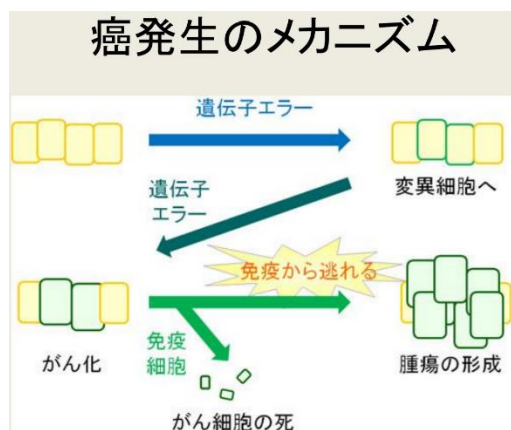 癌発生のメカニズム
遺伝子エラー
変異細胞へ
遺伝子
エラー
免疫から逃れる
がん化
免疫
細胞
腫瘍の形成
がん細胞の死